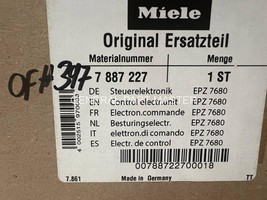 Miele
Original Ersatzteil
Materialnummer Menge
7 887 227 1 ST
DE Steuerelektronik EPZ 7680
EN Control electr.unit EPZ 7680
FR Electron.commande EPZ 7680
NL Besturingselectr. EPZ 7680
IT elettron.di comando EPZ 7680
ES Electr. de control EPZ 7680
00788722700018
7.861 Made in Germany TT